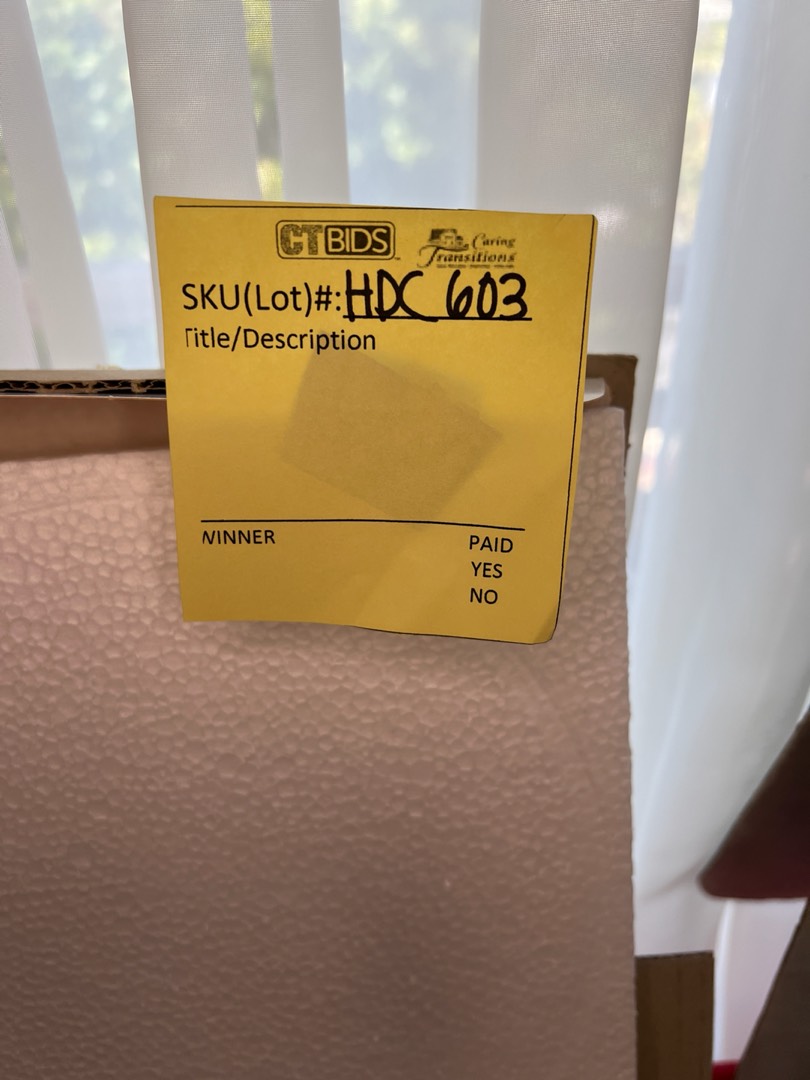 CTBIDS
Caring
Transitions
SKU(Lot)#: HDC 603
Title/Description
WINNER PAID
YES
NO